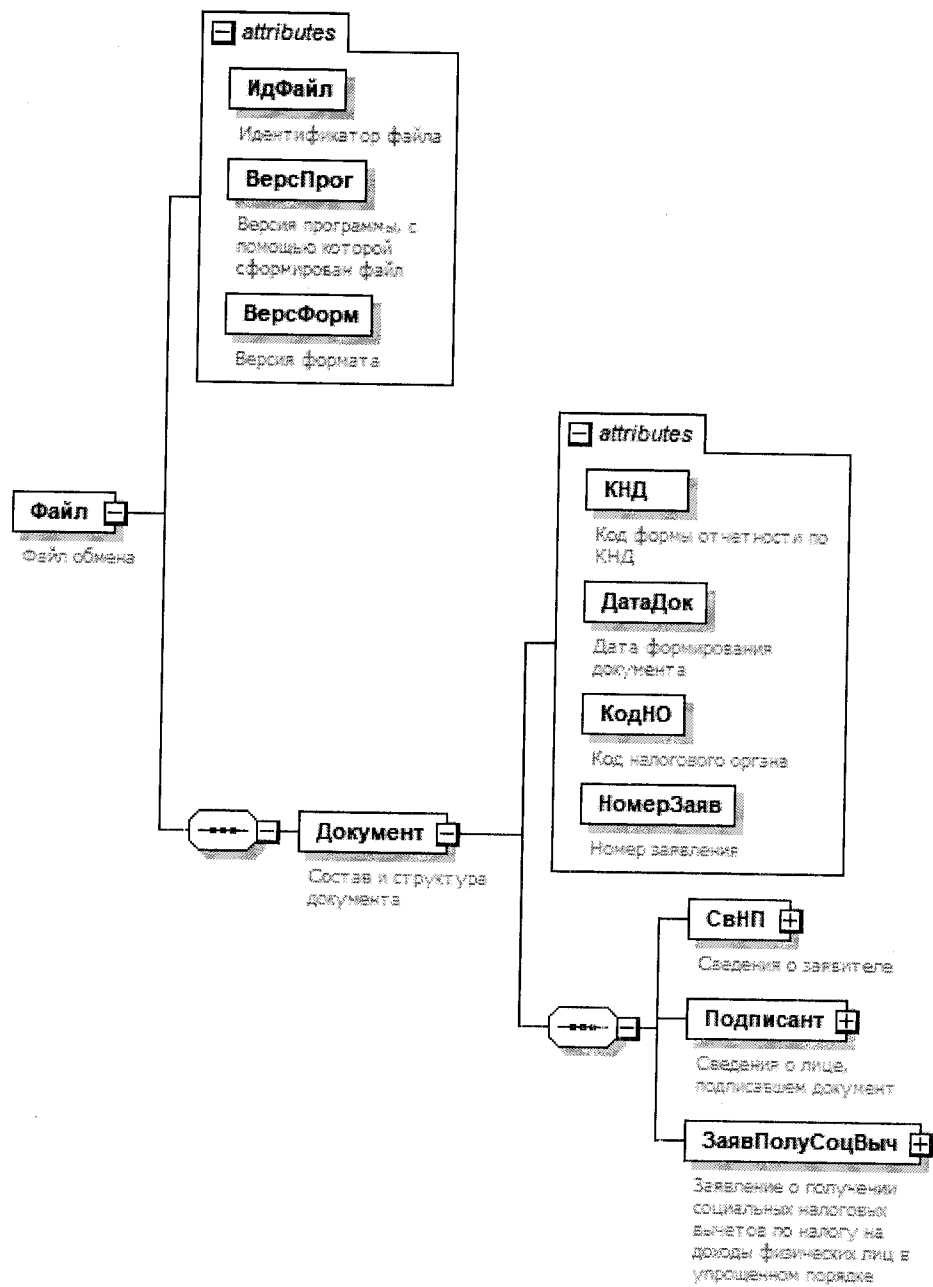 attributes
ИдФайл
Идентификатор файла
ВерсПрог
Версия программы, с
помощью которой
сформирован файл
ВерсФорм
Версия формата
Файл
Файл обмена
attributes
КНД
Код формы отчетности по
КНД
ДатаДок
Дата формирования
документа
КодНО
Код налогового органа
НомерЗаяв
Номер заявления
Документ
Состав и структура
документа
СвНП
Сведения о заявителе
Подписант
Сведения о лице,
подписавшем документ
ЗаявПолуСоцВыч
Заявление о получении
социальных налоговых
вычетов по налогу на
доходы физических лиц в
упрощенном порядке